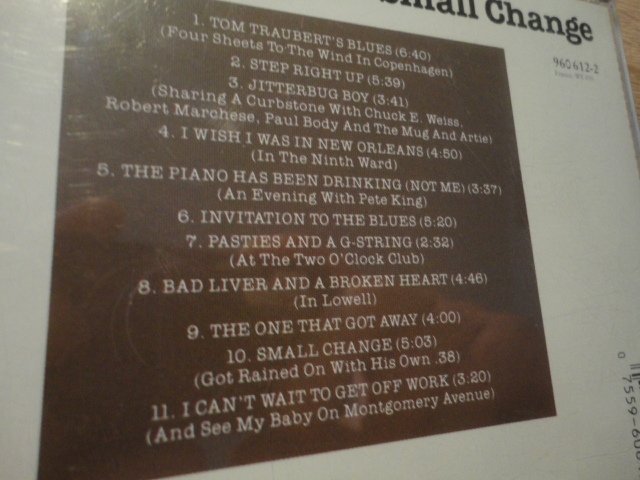 Small Change
960 612-2
1. TOM TRAUBERT'S BLUES (6:40)
(Four Sheets To The Wind In Copenhagen)
2. STEP RIGHT UP (5:39)
3. JITTERBUG BOY (3:41)
(Sharing A Curbstone With Chuck E. Weiss,
Robert Marchese, Paul Body And The Mug And Artie)
4. I WISH I WAS IN NEW ORLEANS (4:50)
(In The Ninth Ward)
5. THE PIANO HAS BEEN DRINKING (NOT ME) (3:37)
(An Evening With Pete King)
6. INVITATION TO THE BLUES (5:20)
7. PASTIES AND A G-STRING (2:32)
(At The Two O'Clock Club)
8. BAD LIVER AND A BROKEN HEART (4:46)
(In Lowell)
9. THE ONE THAT GOT AWAY (4:00)
10. SMALL CHANGE (5:03)
(Got Rained On With His Own .38)
11. I CAN'T WAIT TO GET OFF WORK (3:20)
(And See My Baby On Montgomery Avenue)
0
7559-600